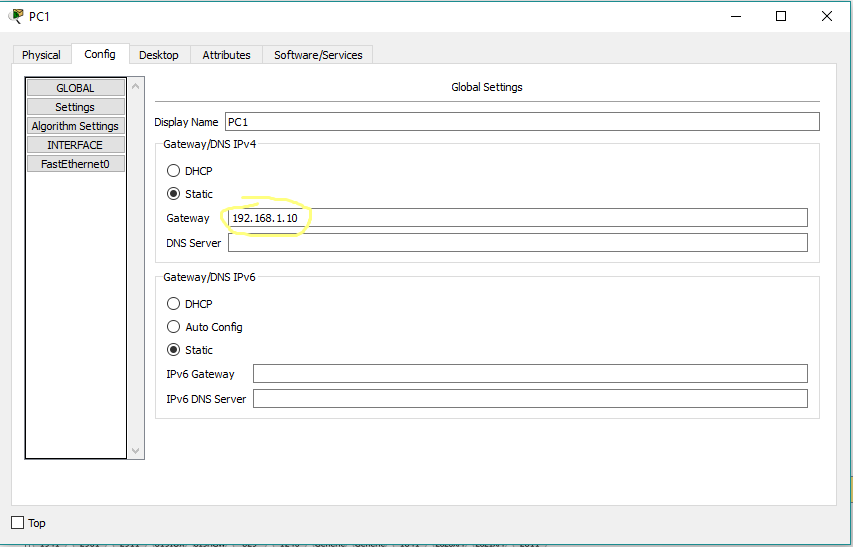 PC1
Physical Config Desktop Attributes Software/Services
GLOBAL
Settings
Algorithm Settings
INTERFACE
FastEthernet0
Global Settings
Display Name PC1
Gateway/DNS IPv4
DHCP
Static
Gateway 192.168.1.10
DNS Server
Gateway/DNS IPv6
DHCP
Auto Config
Static
IPv6 Gateway
IPv6 DNS Server
Top